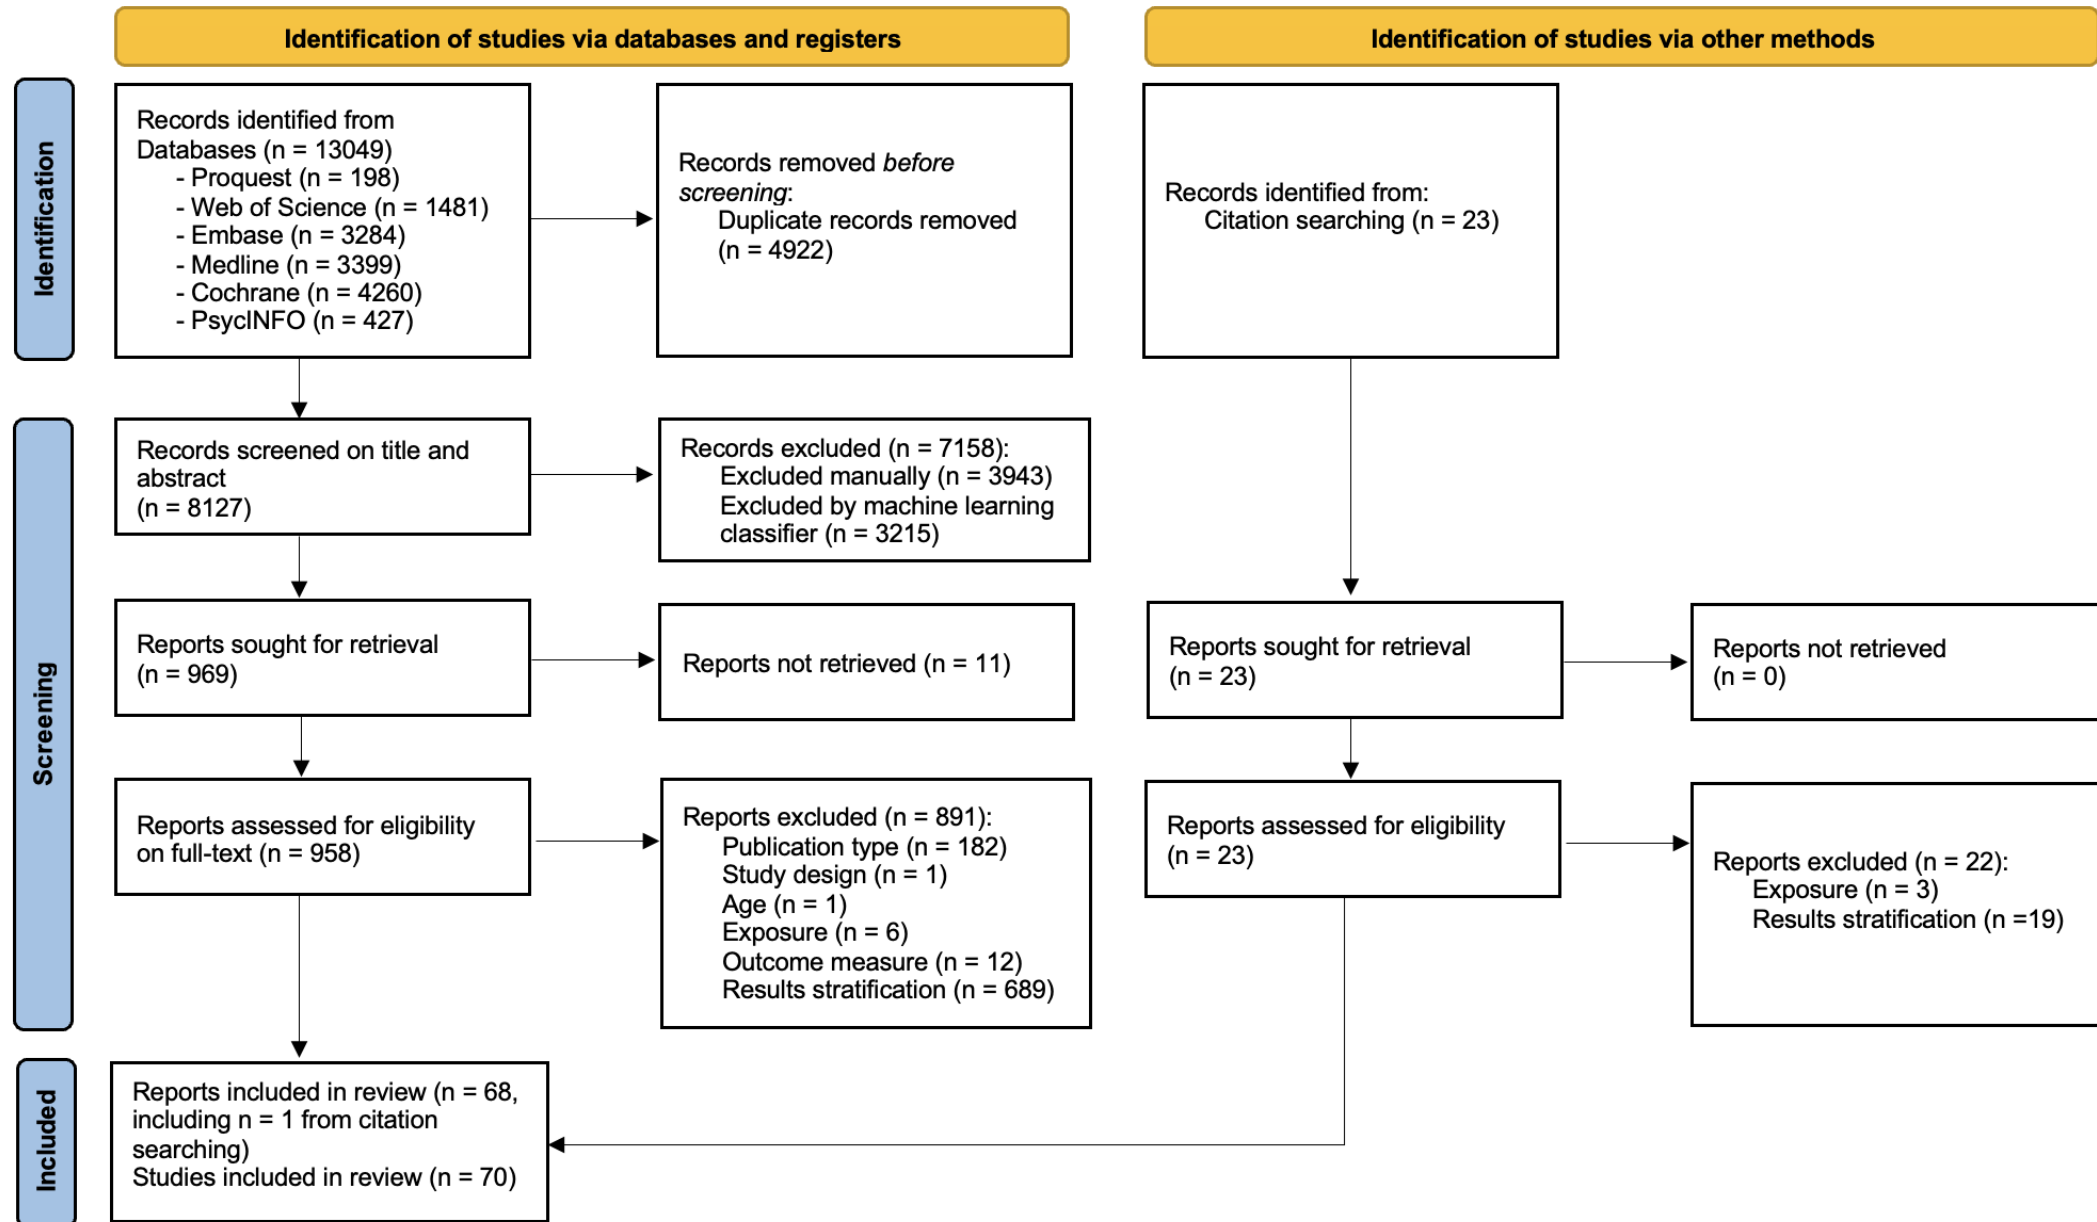 Identification of studies via databases and registers
Identification of studies via other methods
Identification
Records identified from
Databases (n = 13049)
- Proquest (n = 198)
- Web of Science (n = 1481)
- Embase (n = 3284)
- Medline (n = 3399)
- Cochrane (n = 4260)
- PsycINFO (n = 427)
Records removed before
screening:
Duplicate records removed
(n = 4922)
Records identified from:
Citation searching (n = 23)
Screening
Records screened on title and
abstract
(n = 8127)
Records excluded (n = 7158):
Excluded manually (n = 3943)
Excluded by machine learning
classifier (n = 3215)
Reports sought for retrieval
(n = 969)
Reports not retrieved (n = 11)
Reports sought for retrieval
(n = 23)
Reports not retrieved
(n = 0)
Reports assessed for eligibility
on full-text (n = 958)
Reports excluded (n = 891):
Publication type (n = 182)
Study design (n = 1)
Age (n = 1)
Exposure (n = 6)
Outcome measure (n = 12)
Results stratification (n = 689)
Reports assessed for eligibility
(n = 23)
Reports excluded (n = 22):
Exposure (n = 3)
Results stratification (n =19)
Included
Reports included in review (n = 68,
including n = 1 from citation
searching)
Studies included in review (n = 70)